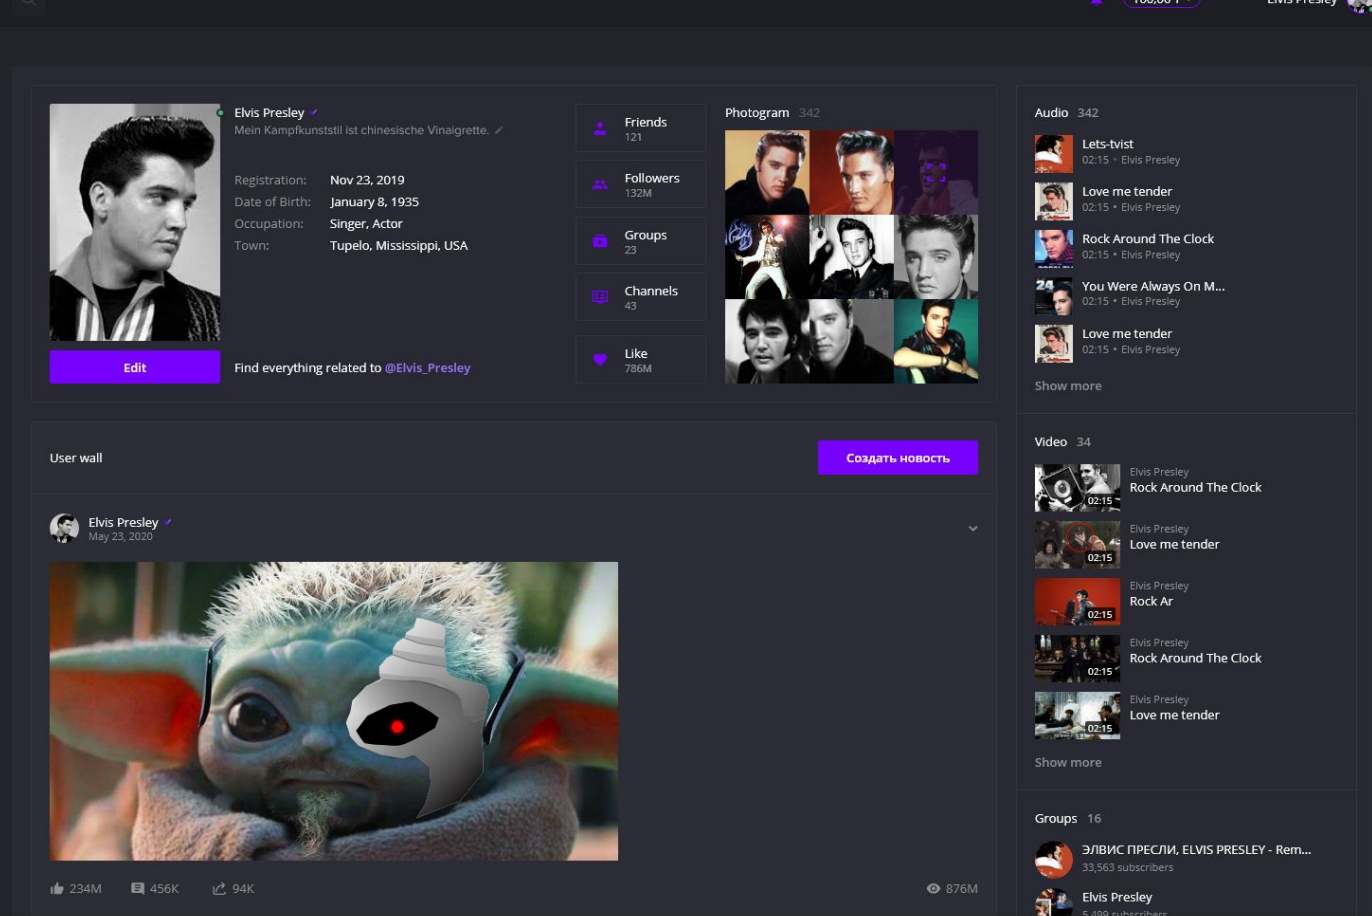 Elvis Presley
Elvis Presley
Mein Kampfkunststil ist chinesische Vinaigrette.
Registration: Nov 23, 2019
Date of Birth: January 8, 1935
Occupation: Singer, Actor
Town: Tupelo, Mississippi, USA
Edit
Find everything related to @Elvis_Presley
Friends
121
Followers
132M
Groups
23
Channels
43
Like
786M
Photogram 342
User wall
Создать новость
Elvis Presley
May 23, 2020
234M 456K 94K 876M
Audio 342
Lets-tvist
02:15 • Elvis Presley
Love me tender
02:15 • Elvis Presley
Rock Around The Clock
02:15 • Elvis Presley
24
You Were Always On M...
02:15 • Elvis Presley
Love me tender
02:15 • Elvis Presley
Show more
Video 34
Elvis Presley
Rock Around The Clock
02:15
Elvis Presley
Love me tender
02:15
Elvis Presley
Rock Ar
02:15
Elvis Presley
Rock Around The Clock
02:15
Elvis Presley
Love me tender
02:15
Show more
Groups 16
ЭЛВИС ПРЕСЛИ, ELVIS PRESLEY - Rem...
33,563 subscribers
Elvis Presley
5,499 subscribers